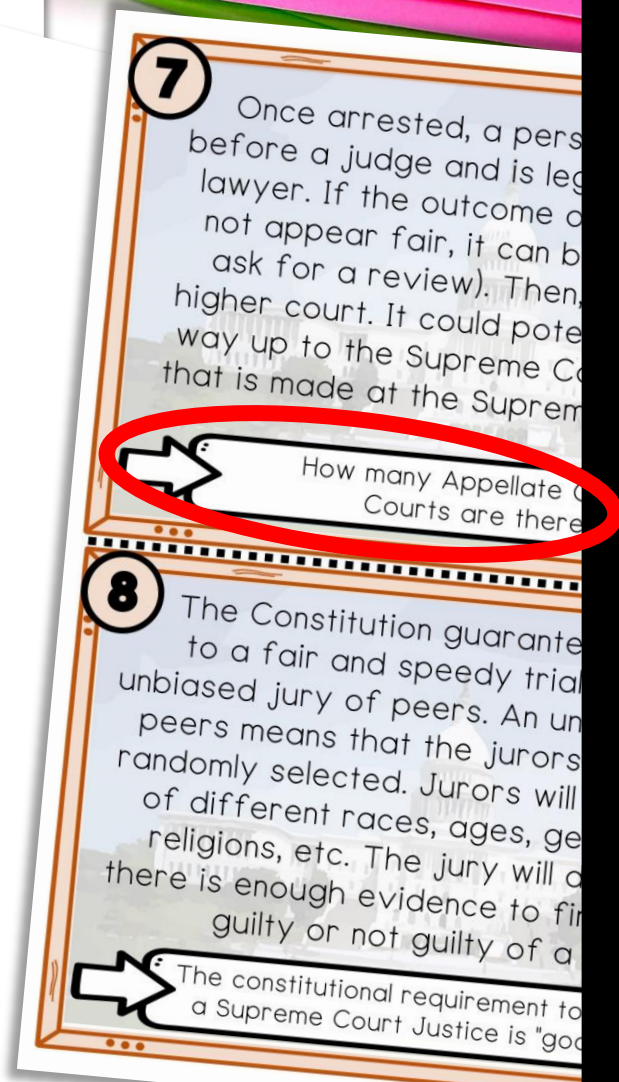 7
Once arrested, a pers
before a judge and is leg
lawyer. If the outcome o
not appear fair, it can b
ask for a review). Then,
higher court. It could pote
way up to the Supreme Co
that is made at the Suprem
How many Appellate
Courts are there
8
The Constitution guarante
to a fair and speedy trial
unbiased jury of peers. An un
peers means that the jurors
randomly selected. Jurors will
of different races, ages, ge
religions, etc. The jury will
there is enough evidence to fi
guilty or not guilty of a
The constitutional requirement to
a Supreme Court Justice is "goo